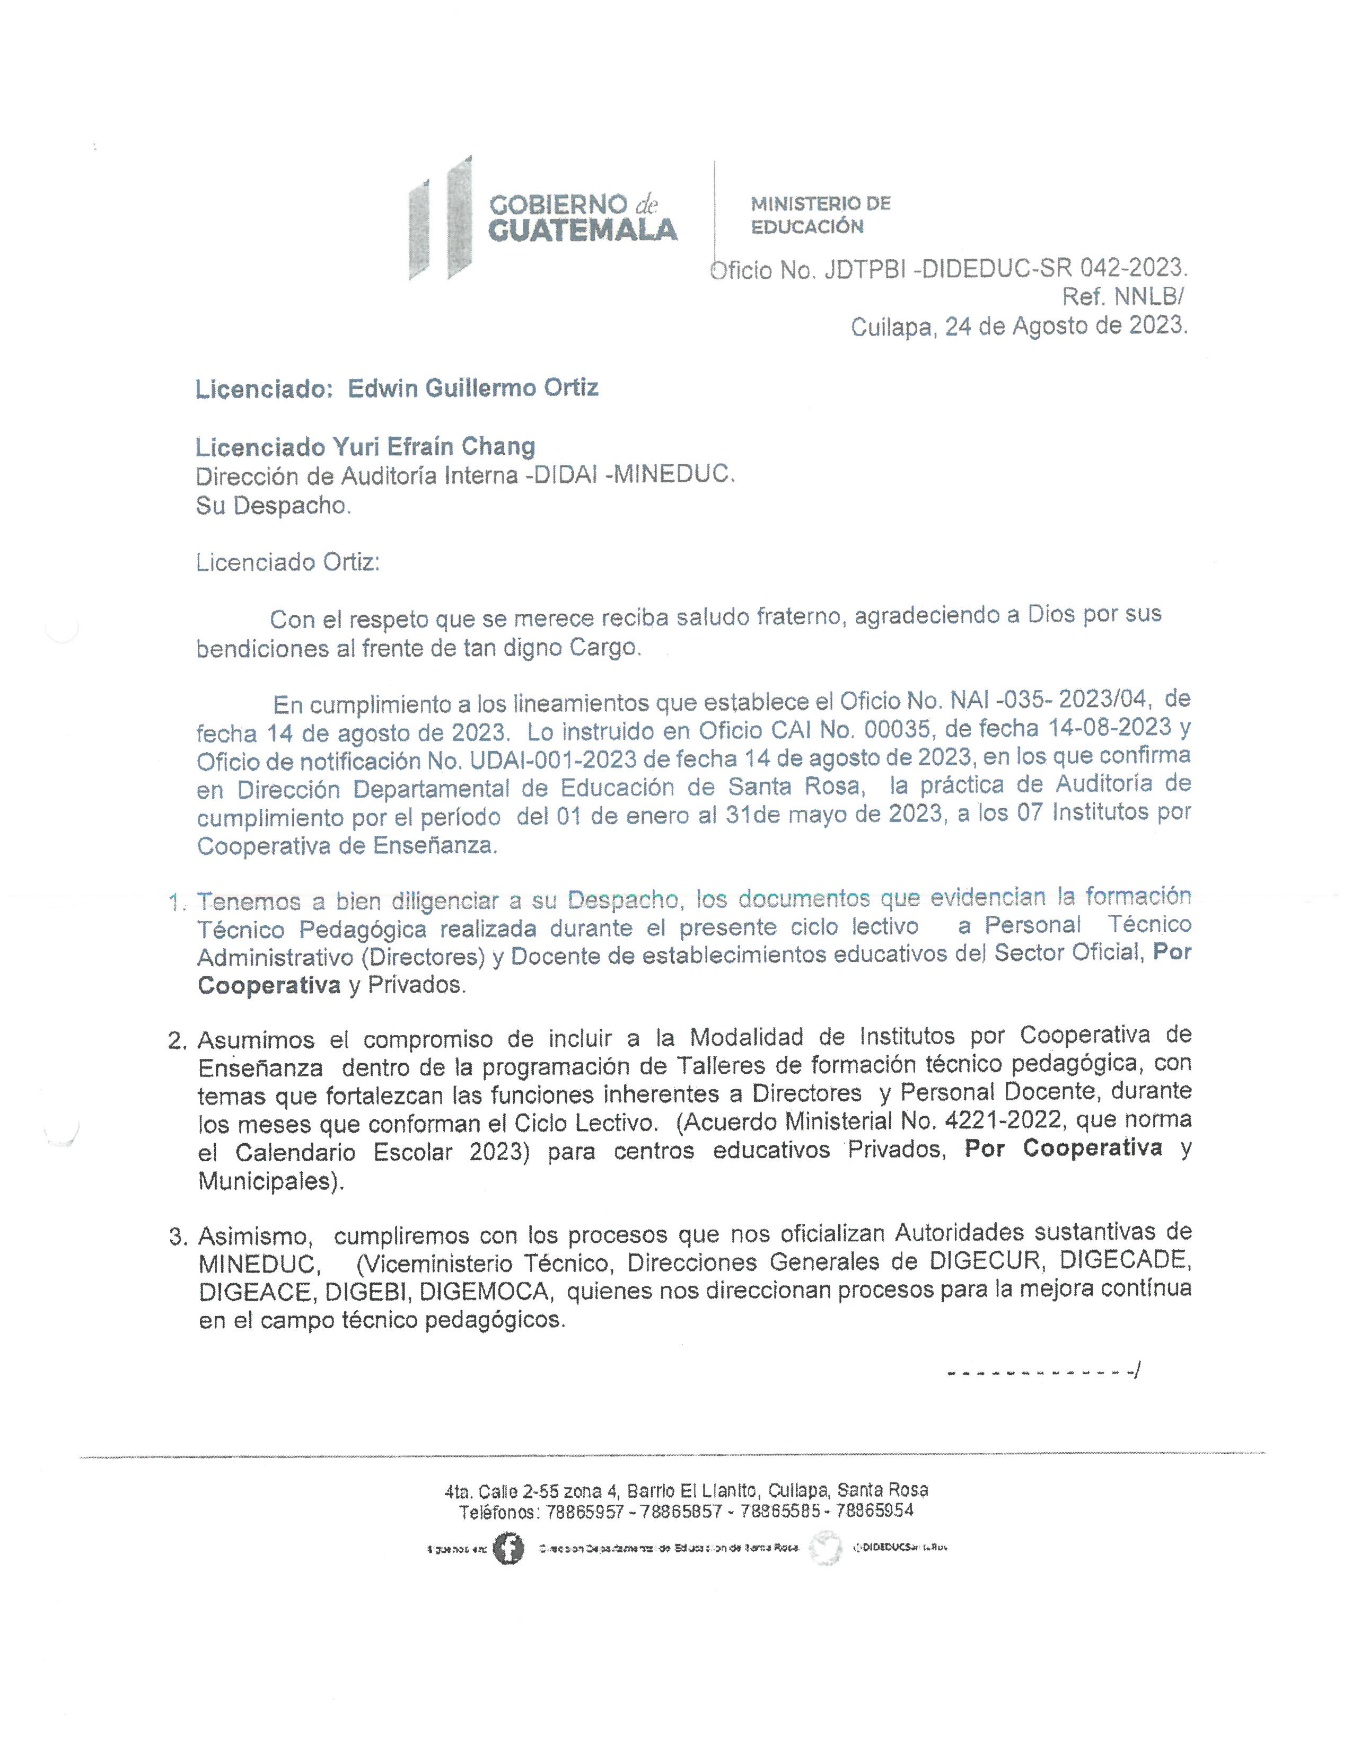 GOBIERNO de
GUATEMALA
MINISTERIO DE
EDUCACIÓN
Oficio No. JDTPBI -DIDEDUC-SR 042-2023.
Ref. NNLB/
Cuilapa, 24 de Agosto de 2023.
Licenciado:  Edwin Guillermo Ortiz
Licenciado Yuri Efraín Chang
Dirección de Auditoría Interna -DIDAI -MINEDUC.
Su Despacho.
Licenciado Ortiz:
Con el respeto que se merece reciba saludo fraterno, agradeciendo a Dios por sus
bendiciones al frente de tan digno Cargo.
En cumplimiento a los lineamientos que establece el Oficio No. NAI -035- 2023/04,  de
fecha 14 de agosto de 2023.  Lo instruido en Oficio CAI No. 00035, de fecha 14-08-2023 y
Oficio de notificación No. UDAI-001-2023 de fecha 14 de agosto de 2023, en los que confirma
en Dirección Departamental de Educación de Santa Rosa,  la práctica de Auditoría de
cumplimiento por el período  del 01 de enero al 31de mayo de 2023, a los 07 Institutos por
Cooperativa de Enseñanza.
1. Tenemos a bien diligenciar a su Despacho, los documentos que evidencian la formación
Técnico Pedagógica realizada durante el presente ciclo lectivo  a Personal Técnico
Administrativo (Directores) y Docente de establecimientos educativos del Sector Oficial, Por
Cooperativa y Privados.
2. Asumimos el compromiso de incluir a la Modalidad de Institutos por Cooperativa de
Enseñanza  dentro de la programación de Talleres de formación técnico pedagógica, con
temas que fortalezcan las funciones inherentes a Directores  y Personal Docente, durante
los meses que conforman el Ciclo Lectivo.  (Acuerdo Ministerial No. 4221-2022, que norma
el Calendario Escolar 2023) para centros educativos Privados, Por Cooperativa y
Municipales).
3. Asimismo,  cumpliremos con los procesos que nos oficializan Autoridades sustantivas de
MINEDUC,  (Viceministerio Técnico, Direcciones Generales de DIGECUR, DIGECADE,
DIGEACE, DIGEBI, DIGEMOCA,  quienes nos direccionan procesos para la mejora contínua
en el campo técnico pedagógicos.
- - - - - - - - - - - - -/
4ta. Calle 2-55 zona 4, Barrio El Llanito, Cuilapa, Santa Rosa
Teléfonos: 78865957 - 78865857 - 78865585 - 78865954
de Educación de Santa Rosa